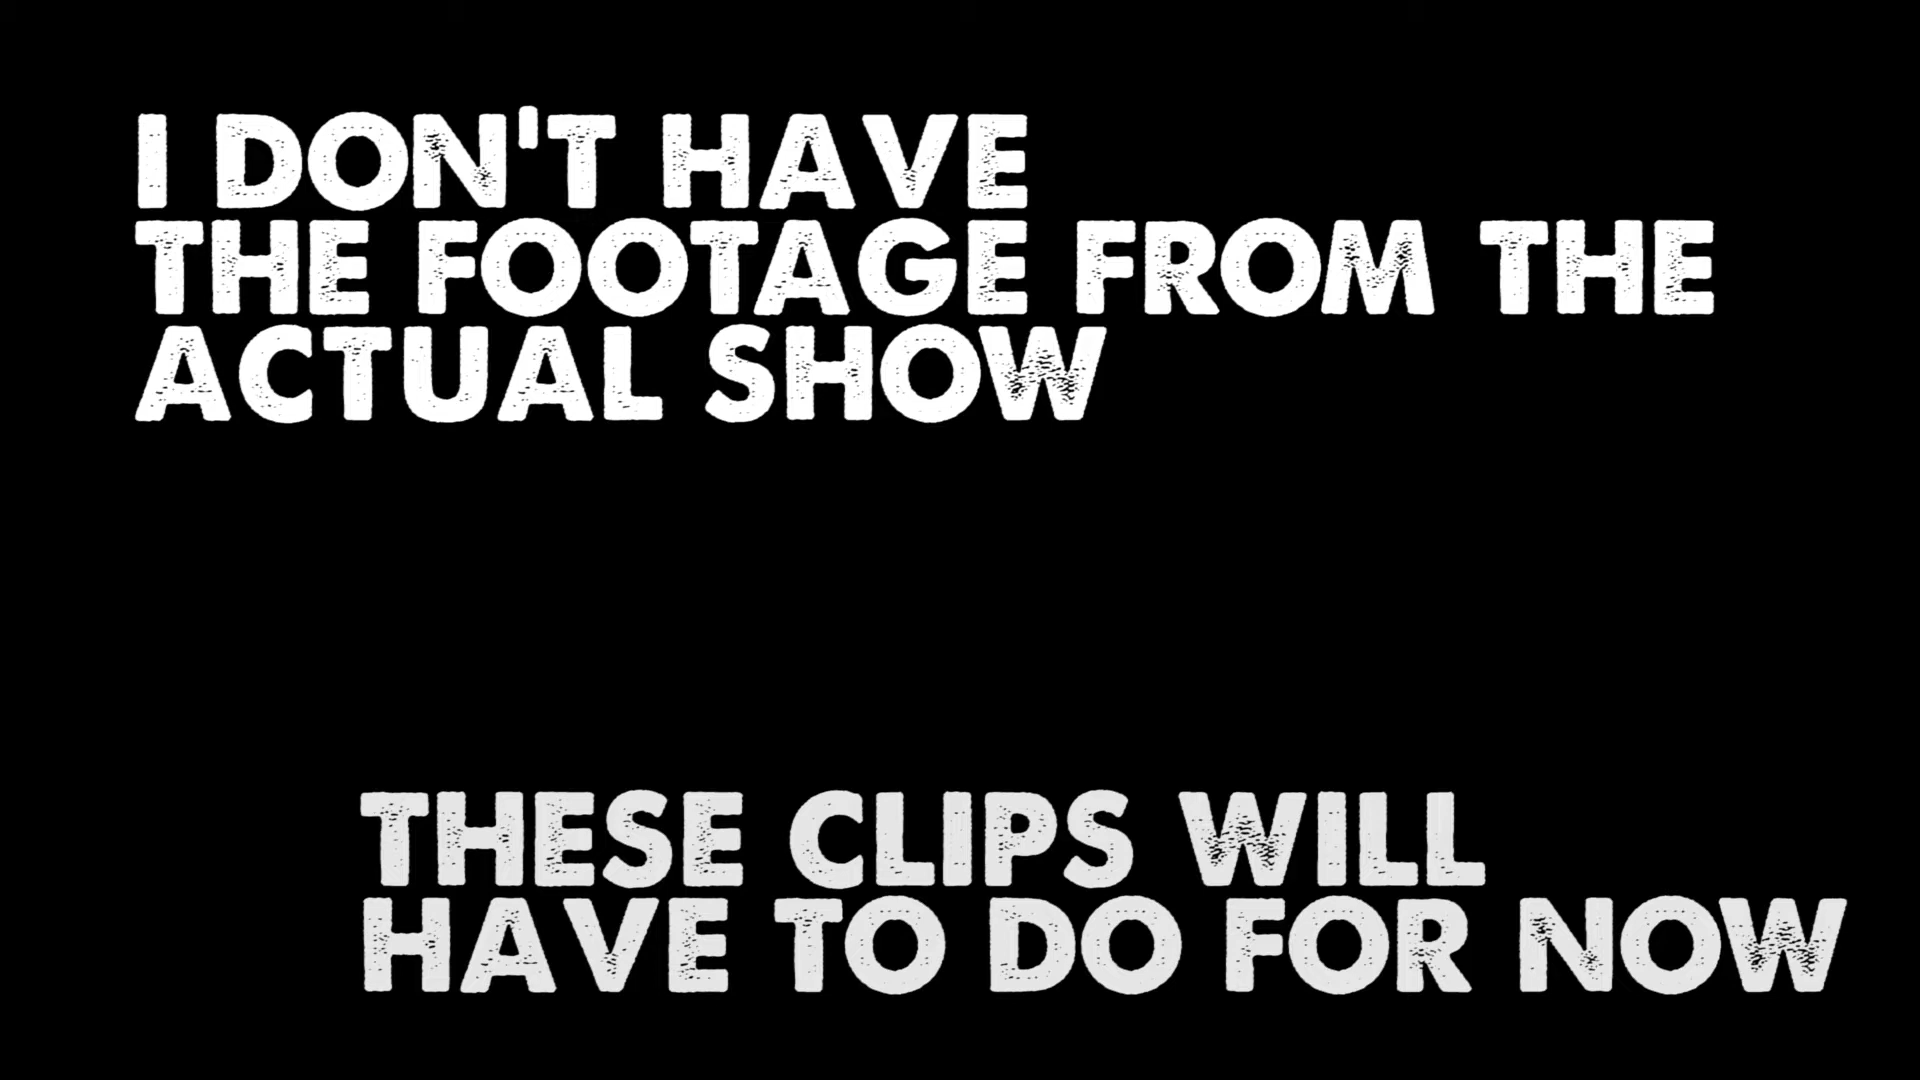 I DON'T HAVE
THE FOOTAGE FROM THE
ACTUAL SHOW
THESE CLIPS WILL
HAVE TO DO FOR NOW